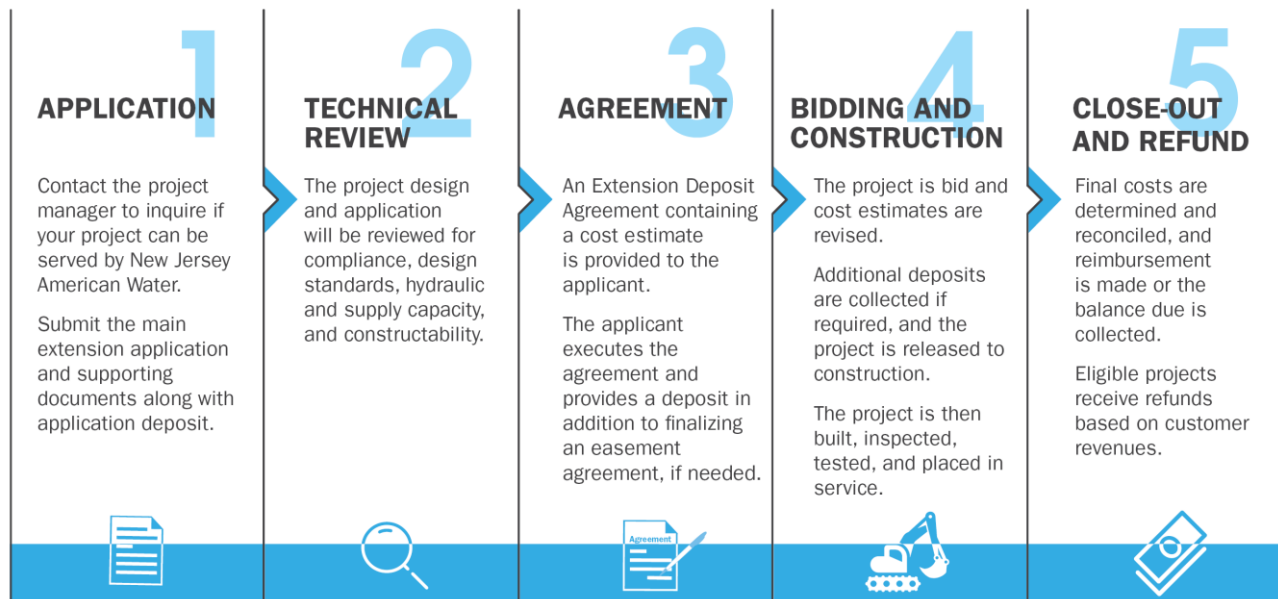 1
APPLICATION
Contact the project
manager to inquire if
your project can be
served by New Jersey
American Water.
Submit the main
extension application
and supporting
documents along with
application deposit.
2
TECHNICAL
REVIEW
The project design
and application
will be reviewed for
compliance, design
standards, hydraulic
and supply capacity,
and constructability.
3
AGREEMENT
An Extension Deposit
Agreement containing
a cost estimate
is provided to the
applicant.
The applicant
executes the
agreement and
provides a deposit in
addition to finalizing
an easement
agreement, if needed.
Agreement
4
BIDDING AND
CONSTRUCTION
The project is bid and
cost estimates are
revised.
Additional deposits
are collected if
required, and the
project is released to
construction.
The project is then
built, inspected,
tested, and placed in
service.
5
CLOSE-OUT
AND REFUND
Final costs are
determined and
reconciled, and
reimbursement
is made or the
balance due is
collected.
Eligible projects
receive refunds
based on customer
revenues.